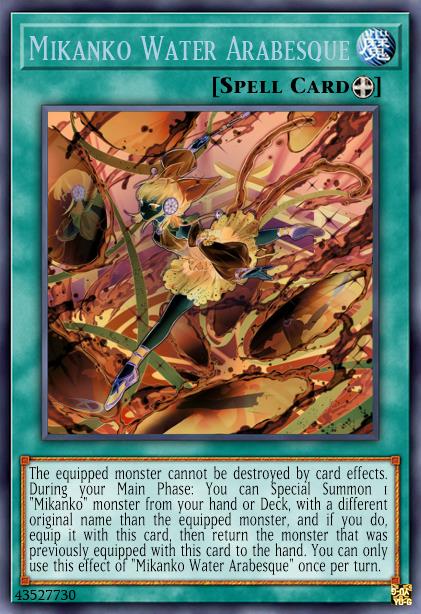 MIKANKO WATER ARABESQUE
[SPELL CARD]
The equipped monster cannot be destroyed by card effects.
During your Main Phase: You can Special Summon 1
"Mikanko" monster from your hand or Deck, with a different
original name than the equipped monster, and if you do,
equip it with this card, then return the monster that was
previously equipped with this card to the hand. You can only
use this effect of "Mikanko Water Arabesque" once per turn.
43527730